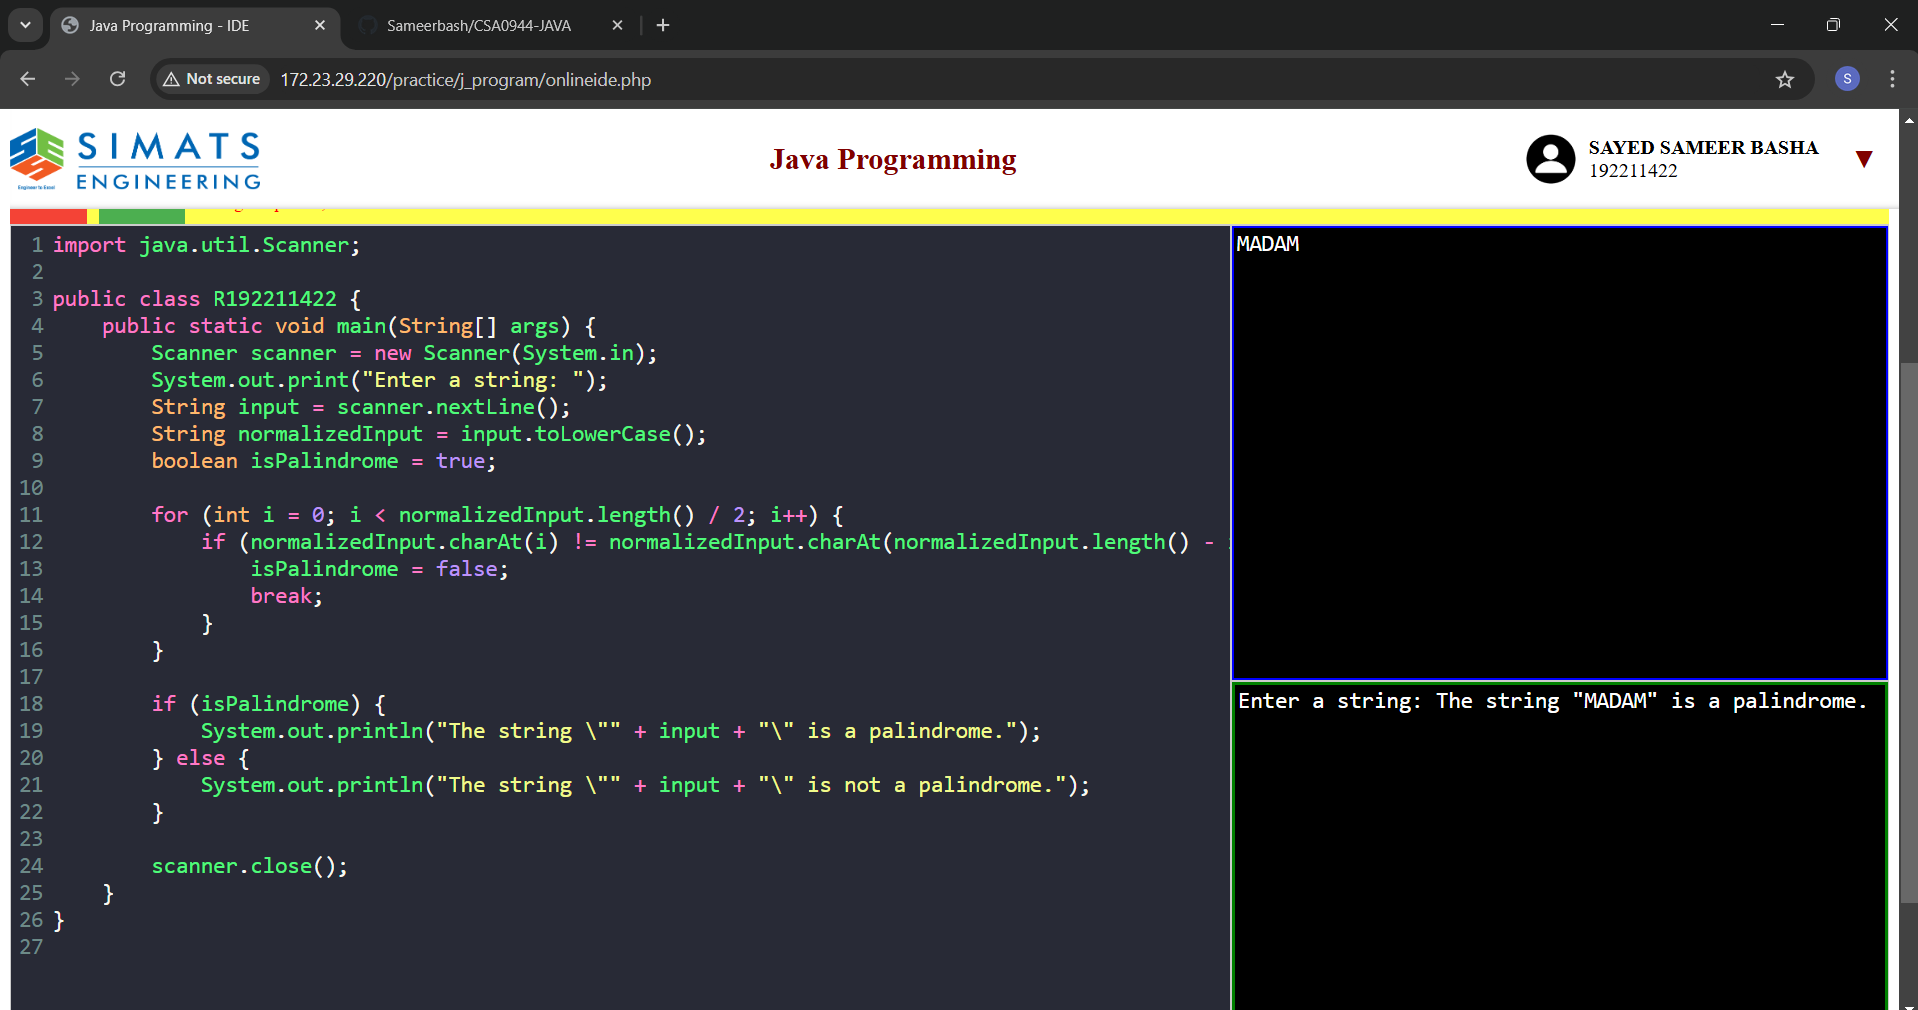 Java Programming - IDE
Sameerbash/CSA0944-JAVA
Not secure
172.23.29.220/practice/j_program/onlineide.php
S
SIMATS
ENGINEERING
Engineer to Excel
Java Programming
SAYED SAMEER BASHA
192211422
1 import java.util.Scanner;
2
3 public class R192211422 {
4     public static void main(String[] args) {
5         Scanner scanner = new Scanner(System.in);
6         System.out.print("Enter a string: ");
7         String input = scanner.nextLine();
8         String normalizedInput = input.toLowerCase();
9         boolean isPalindrome = true;
10
11         for (int i = 0; i < normalizedInput.length() / 2; i++) {
12             if (normalizedInput.charAt(i) != normalizedInput.charAt(normalizedInput.length() -
13                 isPalindrome = false;
14                 break;
15             }
16         }
17
18         if (isPalindrome) {
19             System.out.println("The string \"" + input + "\" is a palindrome.");
20         } else {
21             System.out.println("The string \"" + input + "\" is not a palindrome.");
22         }
23
24         scanner.close();
25     }
26 }
27
MADAM
Enter a string: The string "MADAM" is a palindrome.